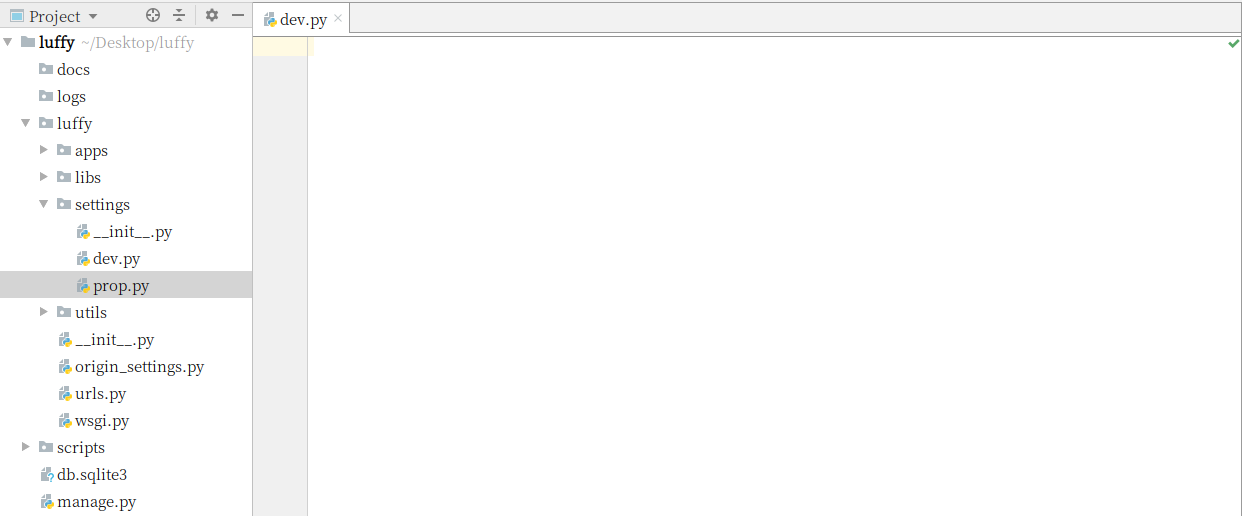 Project
dev.py
luffy ~/Desktop/luffy
docs
logs
luffy
apps
libs
settings
__init__.py
dev.py
prop.py
utils
__init__.py
origin_settings.py
urls.py
wsgi.py
scripts
db.sqlite3
manage.py